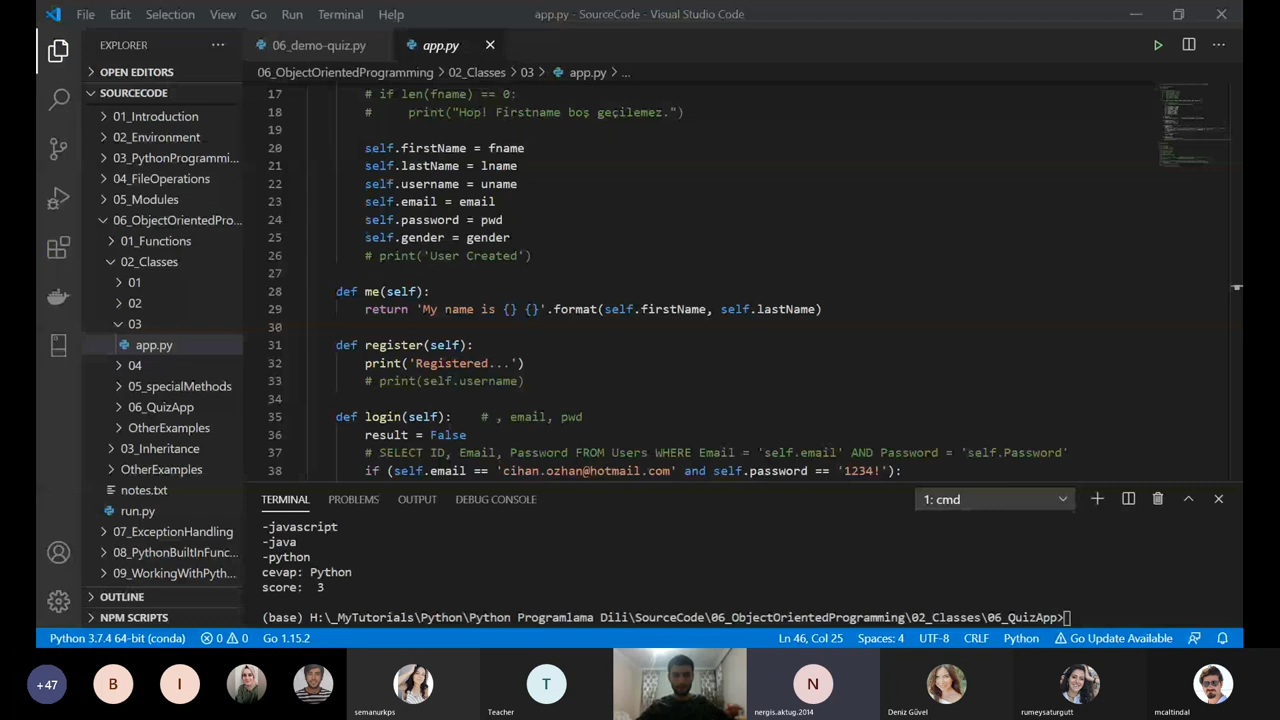 File Edit Selection View Go Run Terminal Help app.py - SourceCode - Visual Studio Code
EXPLORER
OPEN EDITORS
SOURCECODE
01_Introduction
02_Environment
03_PythonProgrammi...
04_FileOperations
05_Modules
06_ObjectOrientedPro...
01_Functions
02_Classes
01
02
03
app.py
04
05_specialMethods
06_QuizApp
OtherExamples
03_Inheritance
OtherExamples
notes.txt
run.py
07_ExceptionHandling
08_PythonBuiltInFunc...
09_WorkingWithPyth...
OUTLINE
NPM SCRIPTS
06_demo-quiz.py app.py
06_ObjectOrientedProgramming > 02_Classes > 03 > app.py > ...
17 # if len(fname) == 0:
18 # print("Hop! Firstname boş geçilemez.")
19
20 self.firstName = fname
21 self.lastName = lname
22 self.username = uname
23 self.email = email
24 self.password = pwd
25 self.gender = gender
26 # print('User Created')
27
28 def me(self):
29 return 'My name is {} {}'.format(self.firstName, self.lastName)
30
31 def register(self):
32 print('Registered...')
33 # print(self.username)
34
35 def login(self): # , email, pwd
36 result = False
37 # SELECT ID, Email, Password FROM Users WHERE Email = 'self.email' AND Password = 'self.Password'
38 if (self.email == 'cihan.ozhan@hotmail.com' and self.password == '1234!'):
TERMINAL PROBLEMS OUTPUT DEBUG CONSOLE 1: cmd
-javascript
-java
-python
cevap: Python
score: 3
(base) H:\_MyTutorials\Python\Python Programlama Dili\SourceCode\06_ObjectOrientedProgramming\02_Classes\06_QuizApp>
Python 3.7.4 64-bit (conda) 0 0 Go 1.15.2 Ln 46, Col 25 Spaces: 4 UTF-8 CRLF Python Go Update Available
+47 B I T N
semanurkps Teacher nergis.aktug.2014 Deniz Güvel rumeysaturgutt mcaltindal